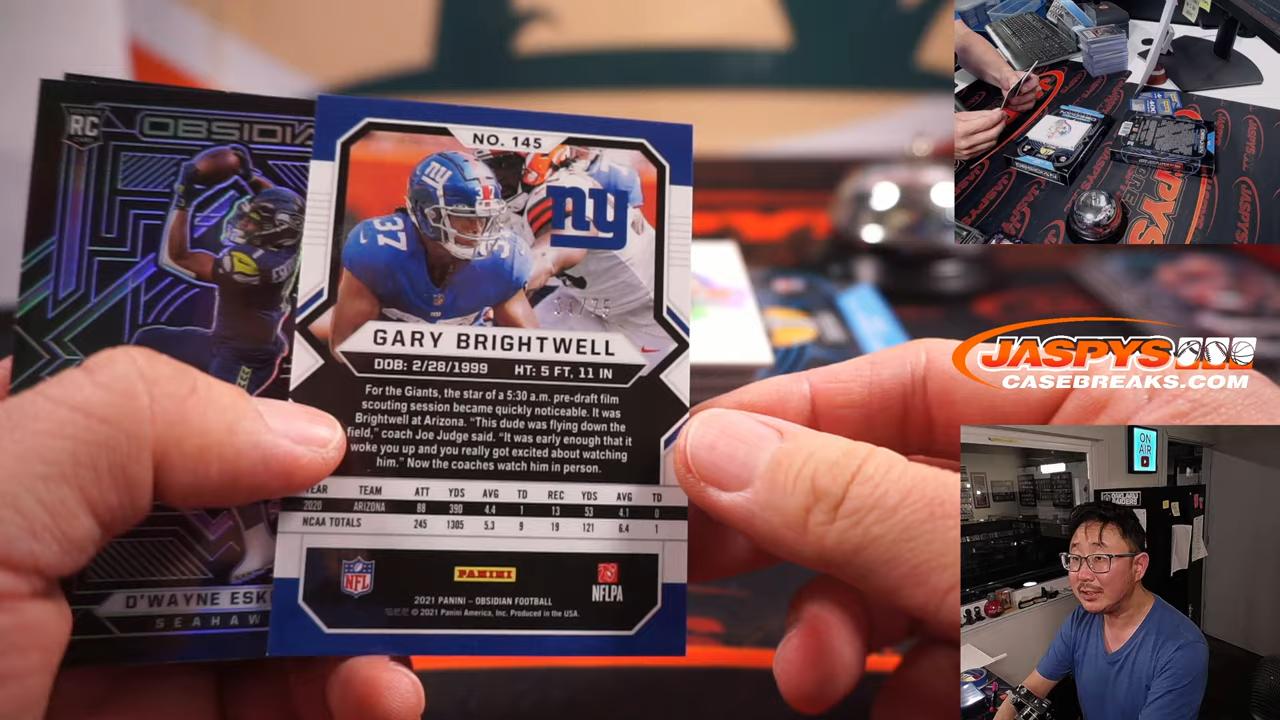 RC
OBSIDIA
D'WAYNE ESK
SEAHAW
NO. 145
NY
37
GARY BRIGHTWELL
DOB: 2/28/1999 HT: 5 FT, 11 IN
For the Giants, the star of a 5:30 a.m. pre-draft film
scouting session became quickly noticeable. It was
Brightwell at Arizona. "This dude was flying down the
field," coach Joe Judge said. "It was early enough that it
woke you up and you really got excited about watching
him." Now the coaches watch him in person.
YEAR TEAM ATT YDS AVG TD REC YDS AVG TD
2020 ARIZONA 88 390 4.4 1 13 53 4.1 0
NCAA TOTALS 245 1305 5.3 9 19 121 6.4 1
NFL
PANINI
NFLPA
2021 PANINI - OBSIDIAN FOOTBALL
© 2021 Panini America, Inc. Produced in the USA.
JASPYS
CASEBREAKS.COM
ON
AIR